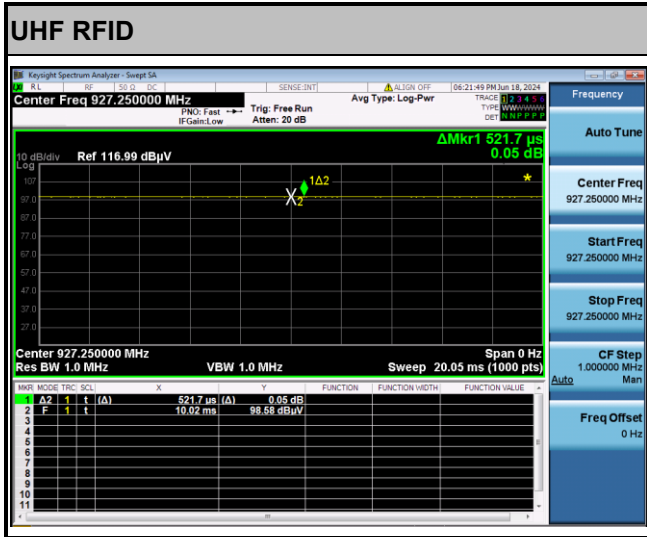 UHF RFID
Keysight Spectrum Analyzer - Swept SA
RL RF 50 Ω DC SENSE:INT ALIGN OFF 06:21:49 PM Jun 18, 2024
Center Freq 927.250000 MHz
PNO: Fast
IFGain:Low
Trig: Free Run
Atten: 20 dB
Avg Type: Log-Pwr
TRACE 1 2 3 4 5 6
TYPE WWWWWW
DET N N P P P P
ΔMkr1 521.7 µs
0.05 dB
10 dB/div Ref 116.99 dBµV
Log
107
97.0
87.0
77.0
67.0
57.0
47.0
37.0
27.0
1Δ2
X2
*
Center 927.250000 MHz Span 0 Hz
Res BW 1.0 MHz VBW 1.0 MHz Sweep 20.05 ms (1000 pts)
MKR MODE TRC SCL X Y FUNCTION FUNCTION WIDTH FUNCTION VALUE
1 Δ2 1 t (Δ) 521.7 us (Δ) 0.05 dB
2 F 1 t 10.02 ms 98.58 dBuV
3
4
5
6
7
8
9
10
11
Frequency
Auto Tune
Center Freq
927.250000 MHz
Start Freq
927.250000 MHz
Stop Freq
927.250000 MHz
CF Step
1.000000 MHz
Auto Man
Freq Offset
0 Hz